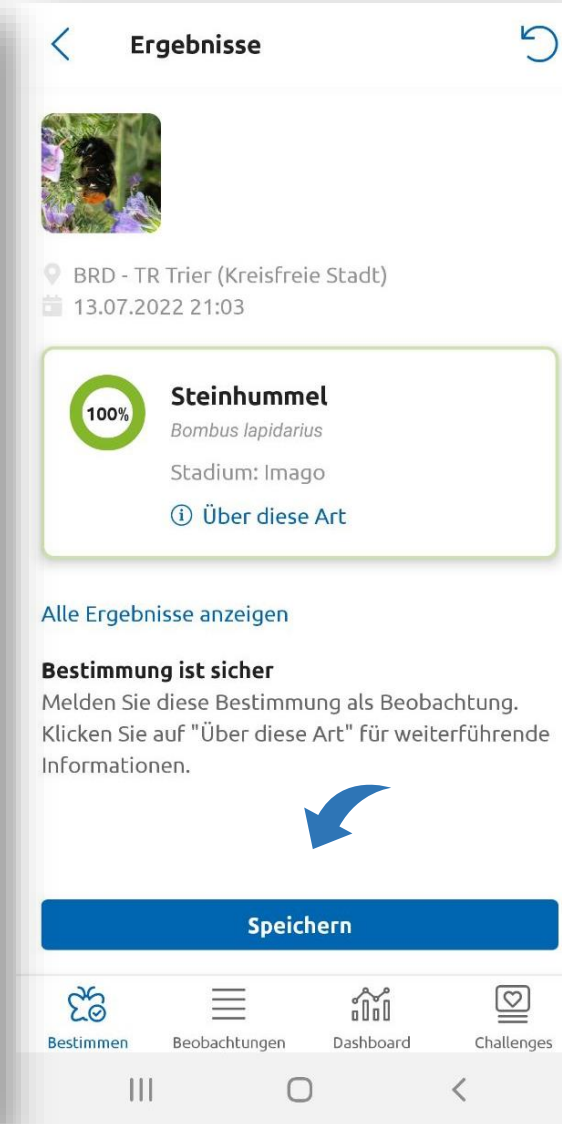 Ergebnisse
BRD - TR Trier (Kreisfreie Stadt)
13.07.2022 21:03
100%
Steinhummel
Bombus lapidarius
Stadium: Imago
Über diese Art
Alle Ergebnisse anzeigen
Bestimmung ist sicher
Melden Sie diese Bestimmung als Beobachtung.
Klicken Sie auf "Über diese Art" für weiterführende
Informationen.
Speichern
Bestimmen Beobachtungen Dashboard Challenges